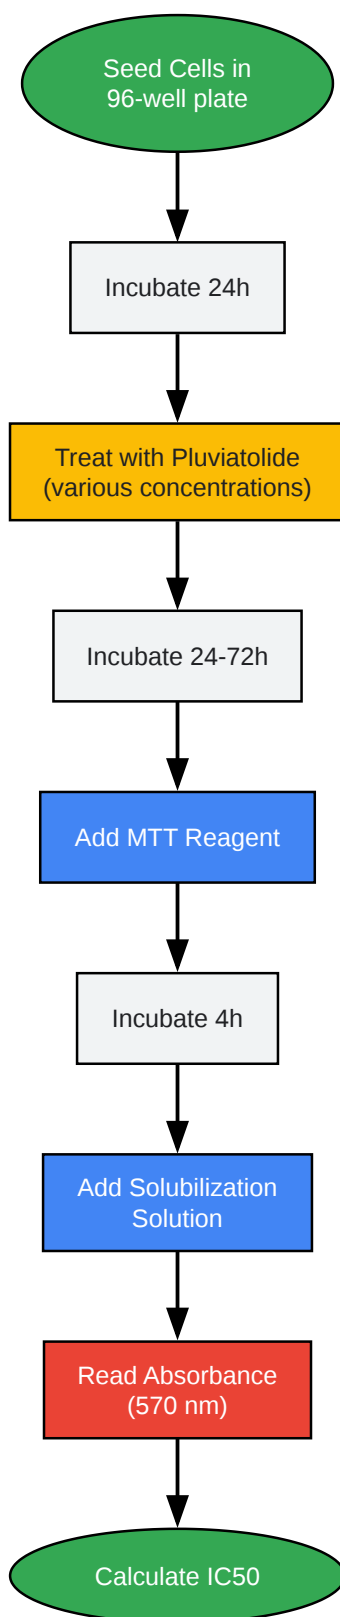 Seed Cells in
96-well plate
Incubate 24h
Treat with Pluviatolide
(various concentrations)
Incubate 24-72h
Add MTT Reagent
Incubate 4h
Add Solubilization
Solution
Read Absorbance
(570 nm)
Calculate IC50